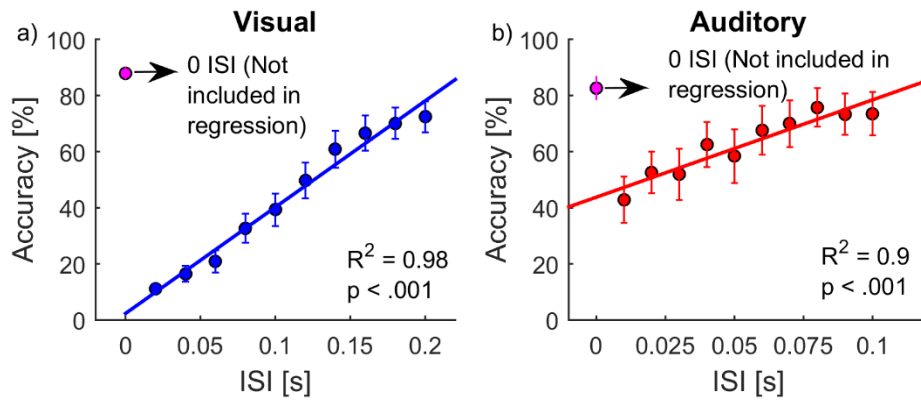 a)
Visual
100
80
60
40
20
0
Accuracy [%]
0 ISI (Not
included in
regression)
R² = 0.98
p < .001
0
0.05
0.1
0.15
0.2
ISI [s]
b)
Auditory
100
80
60
40
20
0
Accuracy [%]
0 ISI (Not included in
regression)
R² = 0.9
p < .001
0
0.025
0.05
0.075
0.1
ISI [s]